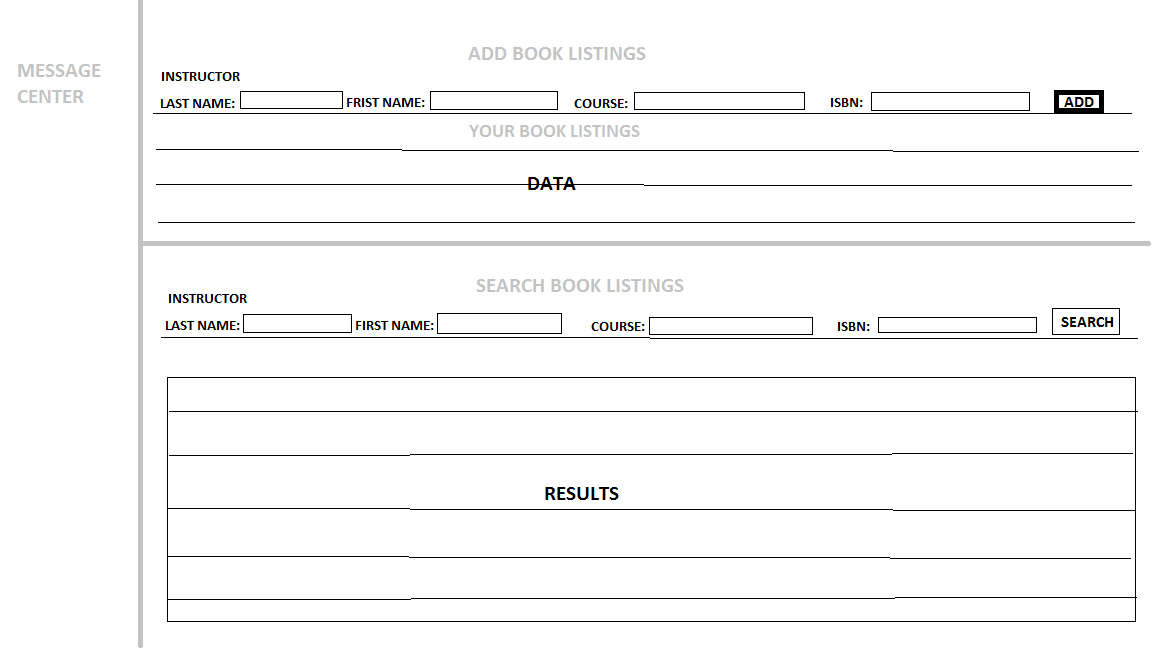 MESSAGE
CENTER
ADD BOOK LISTINGS
INSTRUCTOR
LAST NAME: FRIST NAME: COURSE: ISBN: ADD
YOUR BOOK LISTINGS
DATA
SEARCH BOOK LISTINGS
INSTRUCTOR
LAST NAME: FIRST NAME: COURSE: ISBN: SEARCH
RESULTS